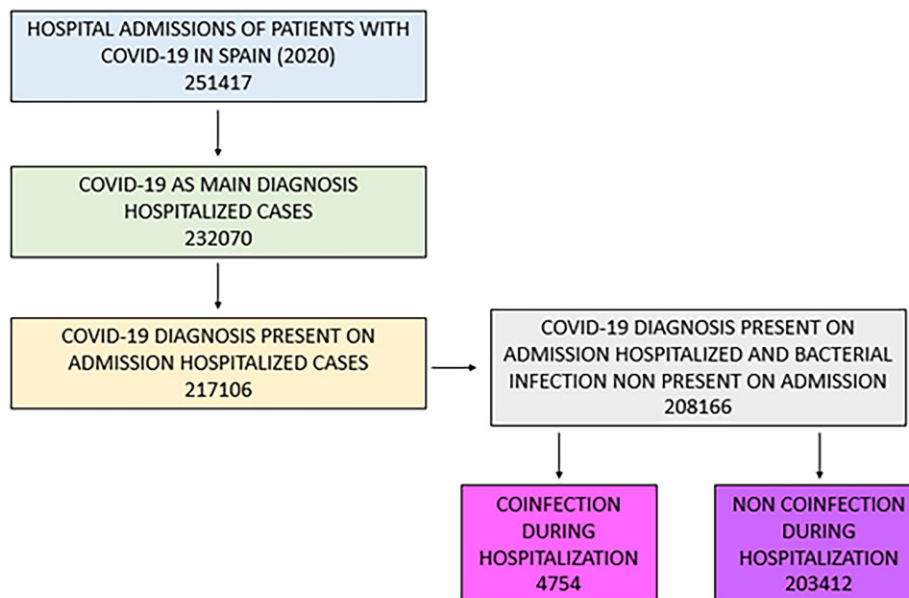 HOSPITAL ADMISSIONS OF PATIENTS WITH
COVID-19 IN SPAIN (2020)
251417
COVID-19 AS MAIN DIAGNOSIS
HOSPITALIZED CASES
232070
COVID-19 DIAGNOSIS PRESENT ON
ADMISSION HOSPITALIZED CASES
217106
COVID-19 DIAGNOSIS PRESENT ON
ADMISSION HOSPITALIZED AND BACTERIAL
INFECTION NON PRESENT ON ADMISSION
208166
COINFECTION
DURING
HOSPITALIZATION
4754
NON COINFECTION
DURING
HOSPITALIZATION
203412